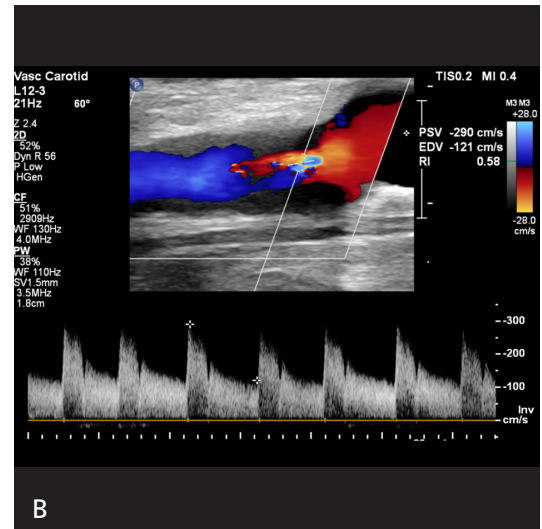 Vasc Carotid
TIS0.2 MI 0.4
L12-3
21Hz 60°
Z 2.4
2D
52%
Dyn R 56
P Low
HGen
CF
51%
2909Hz
WF 130Hz
4.0MHz
PW
38%
WF 110Hz
SV1.5mm
3.5MHz
1.8cm
P
PSV -290 cm/s
EDV -121 cm/s
RI 0.58
M3 M3
+28.0
-28.0
cm/s
-300
-200
-100
Inv
cm/s
B